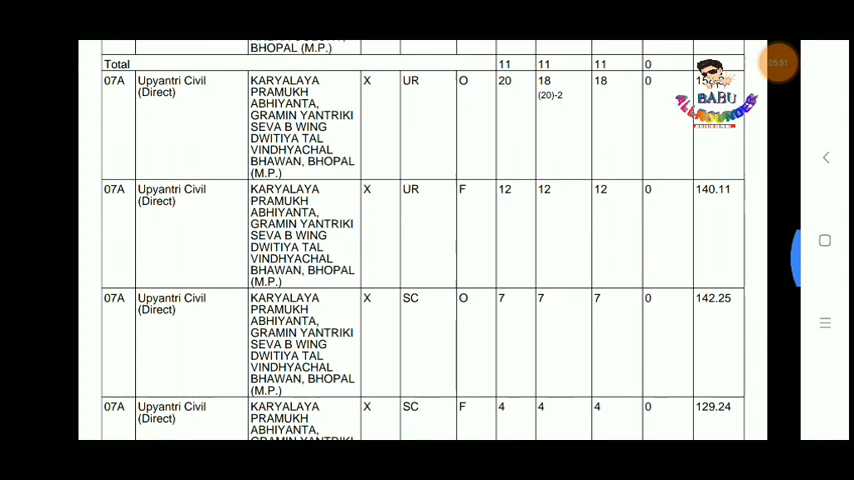 BHOPAL (M.P.)
Total 11 11 11 0
05:51
07A Upyantri Civil (Direct) KARYALAYA PRAMUKH ABHIYANTA, GRAMIN YANTRIKI SEVA B WING DWITIYA TAL VINDHYACHAL BHAWAN, BHOPAL (M.P.) X UR O 20 18 (20)-2 18 0
BABU
ALLROUNDER
07A Upyantri Civil (Direct) KARYALAYA PRAMUKH ABHIYANTA, GRAMIN YANTRIKI SEVA B WING DWITIYA TAL VINDHYACHAL BHAWAN, BHOPAL (M.P.) X UR F 12 12 12 0 140.11
07A Upyantri Civil (Direct) KARYALAYA PRAMUKH ABHIYANTA, GRAMIN YANTRIKI SEVA B WING DWITIYA TAL VINDHYACHAL BHAWAN, BHOPAL (M.P.) X SC O 7 7 7 0 142.25
07A Upyantri Civil (Direct) KARYALAYA PRAMUKH ABHIYANTA, X SC F 4 4 4 0 129.24